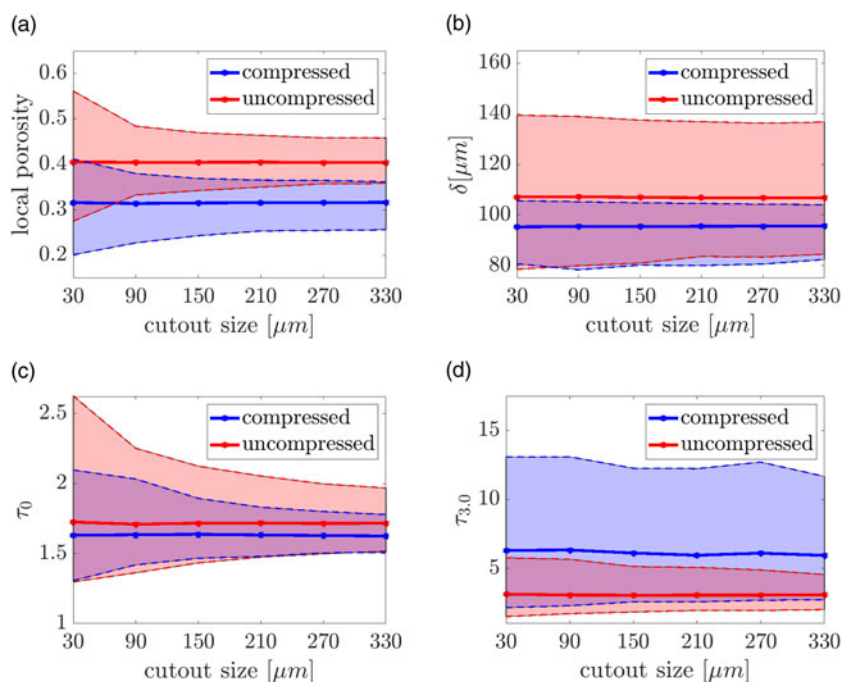 (a)
0.6
0.5
0.4
0.3
0.2
local porosity
compressed
uncompressed
30 90 150 210 270 330
cutout size [μm]
(b)
160
140
120
100
80
δ[μm]
compressed
uncompressed
30 90 150 210 270 330
cutout size [μm]
(c)
2.5
2
1.5
1
τ₀
compressed
uncompressed
30 90 150 210 270 330
cutout size [μm]
(d)
15
10
5
τ₃.₀
compressed
uncompressed
30 90 150 210 270 330
cutout size [μm]